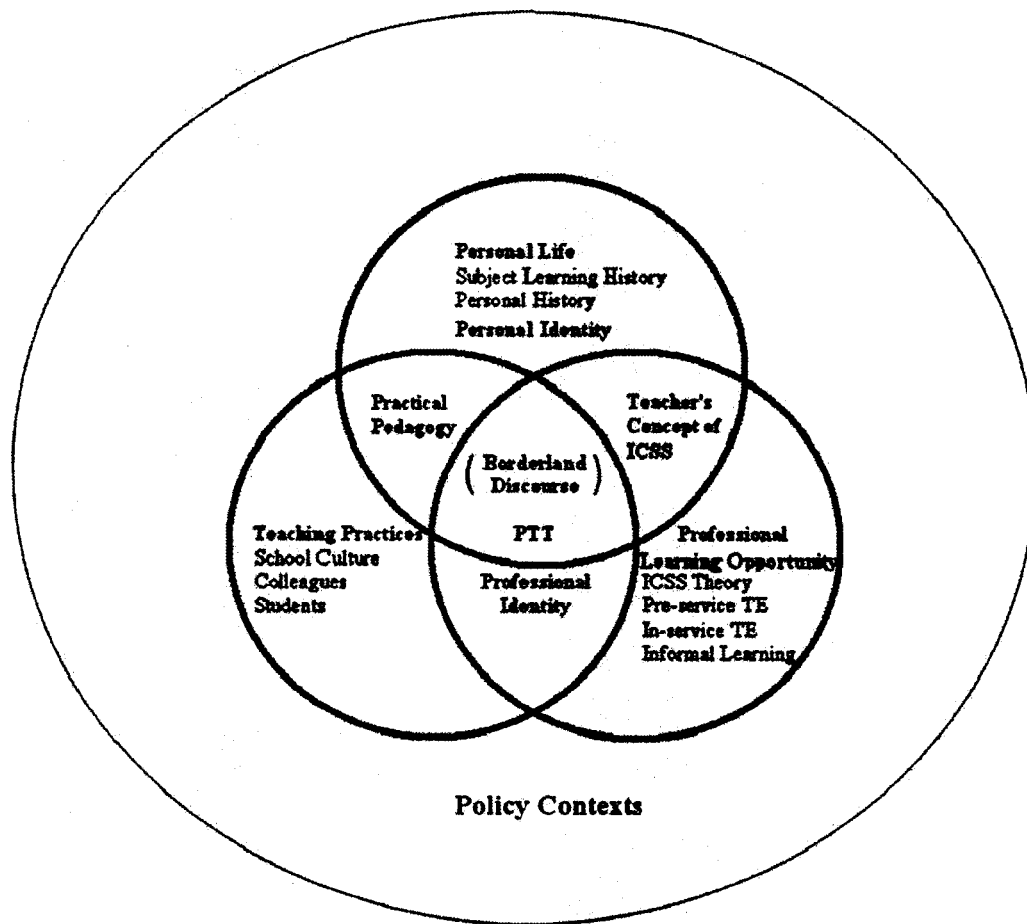 Personal Life
Subject Learning History
Personal History
Personal Identity
Practical
Pedagogy
Teacher's
Concept of
ICSS
(Borderland
Discourse)
Teaching Practices
School Culture
Colleagues
Students
PTT
Professional
Identity
Professional
Learning Opportunity
ICSS Theory
Pre-service TE
In-service TE
Informal Learning
Policy Contexts